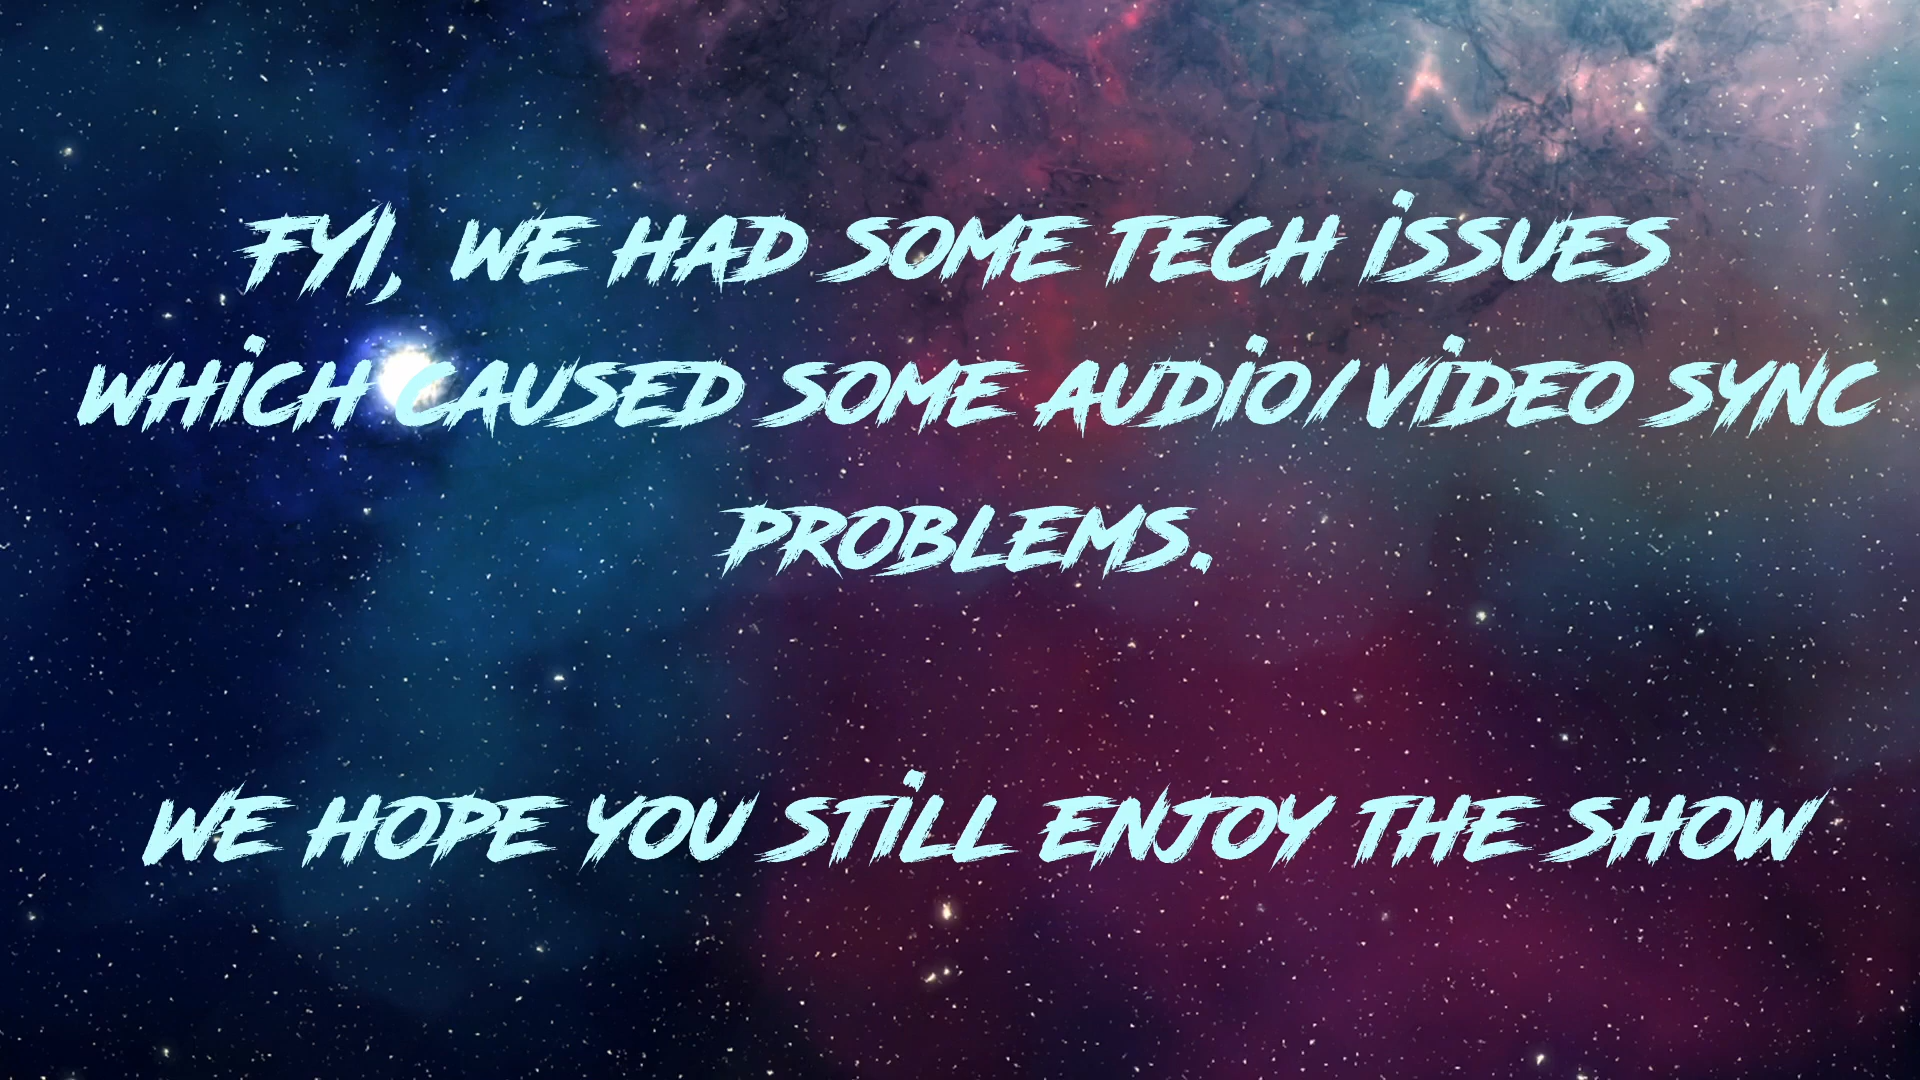 FYI, WE HAD SOME TECH ISSUES
WHICH CAUSED SOME AUDIO/VIDEO SYNC
PROBLEMS.
WE HOPE YOU STILL ENJOY THE SHOW